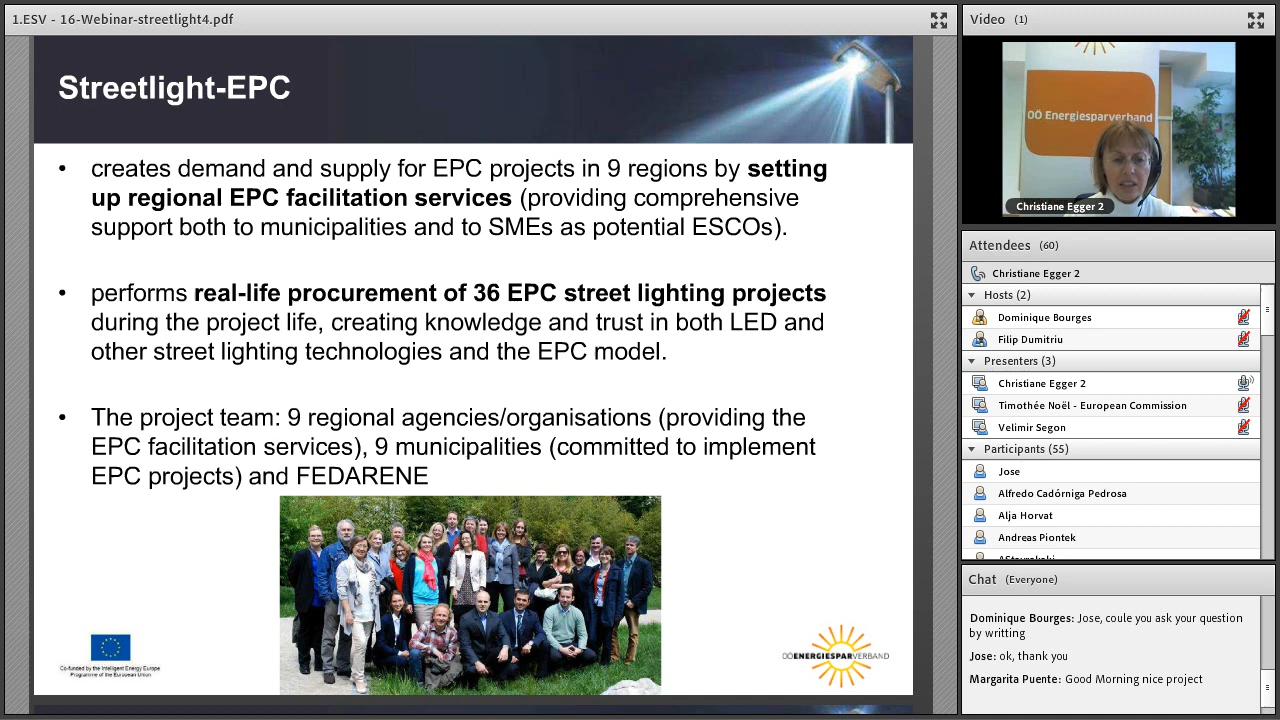 1.ESV - 16-Webinar-streetlight4.pdf
Streetlight-EPC
• creates demand and supply for EPC projects in 9 regions by setting
up regional EPC facilitation services (providing comprehensive
support both to municipalities and to SMEs as potential ESCOs).
• performs real-life procurement of 36 EPC street lighting projects
during the project life, creating knowledge and trust in both LED and
other street lighting technologies and the EPC model.
• The project team: 9 regional agencies/organisations (providing the
EPC facilitation services), 9 municipalities (committed to implement
EPC projects) and FEDARENE
Co-funded by the Intelligent Energy Europe
Programme of the European Union
OÖENERGIESPARVERBAND
Video (1)
OÖ Energiesparverband
Christiane Egger 2
Attendees (60)
Christiane Egger 2
Hosts (2)
Dominique Bourges
Filip Dumitriu
Presenters (3)
Christiane Egger 2
Timothée Noël - European Commission
Velimir Segon
Participants (55)
Jose
Alfredo Cadórniga Pedrosa
Alja Horvat
Andreas Piontek
Chat (Everyone)
Dominique Bourges: Jose, coule you ask your question
by writting
Jose: ok, thank you
Margarita Puente: Good Morning nice project